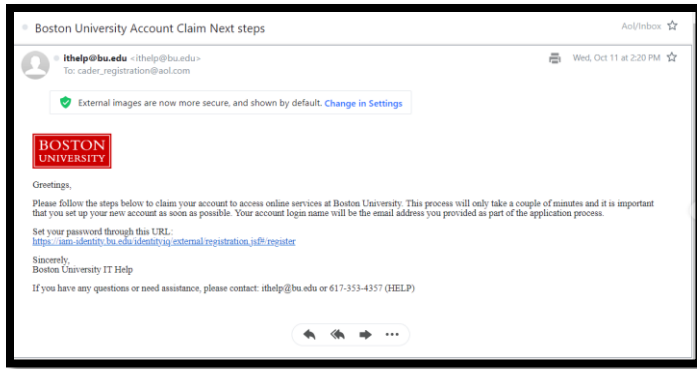 Boston University Account Claim Next steps
Aol/Inbox
ithelp@bu.edu <ithelp@bu.edu>
Wed, Oct 11 at 2:20 PM
To: cader_registration@aol.com
External images are now more secure, and shown by default. Change in Settings
BOSTON
UNIVERSITY
Greetings,
Please follow the steps below to claim your account to access online services at Boston University. This process will only take a couple of minutes and it is important
that you set up your new account as soon as possible. Your account login name will be the email address you provided as part of the application process.
Set your password through this URL:
https://iam-identity.bu.edu/identityiq/external/registration.jsf#/register
Sincerely,
Boston University IT Help
If you have any questions or need assistance, please contact: ithelp@bu.edu or 617-353-4357 (HELP)